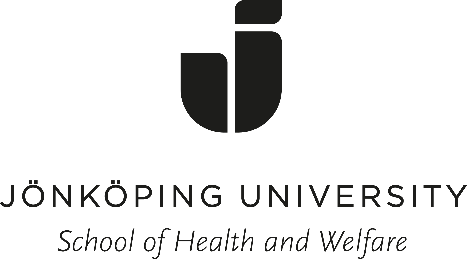 JÖNKÖPING UNIVERSITY
School of Health and Welfare